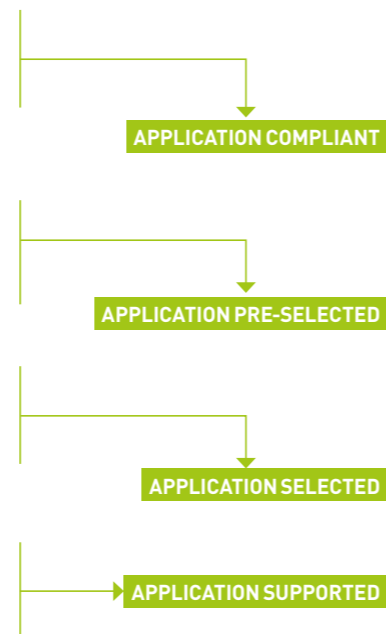 APPLICATION COMPLIANT
APPLICATION PRE-SELECTED
APPLICATION SELECTED
APPLICATION SUPPORTED